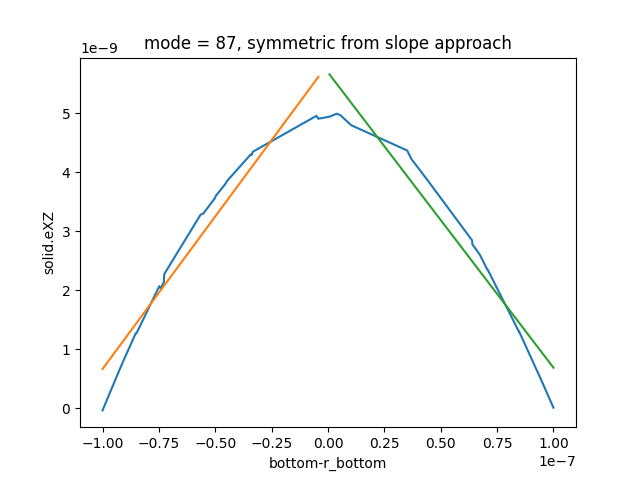 mode = 87, symmetric from slope approach
1e−9
5
4
3
2
1
0
solid.eXZ
−1.00 −0.75 −0.50 −0.25 0.00 0.25 0.50 0.75 1.00
1e−7
bottom-r_bottom